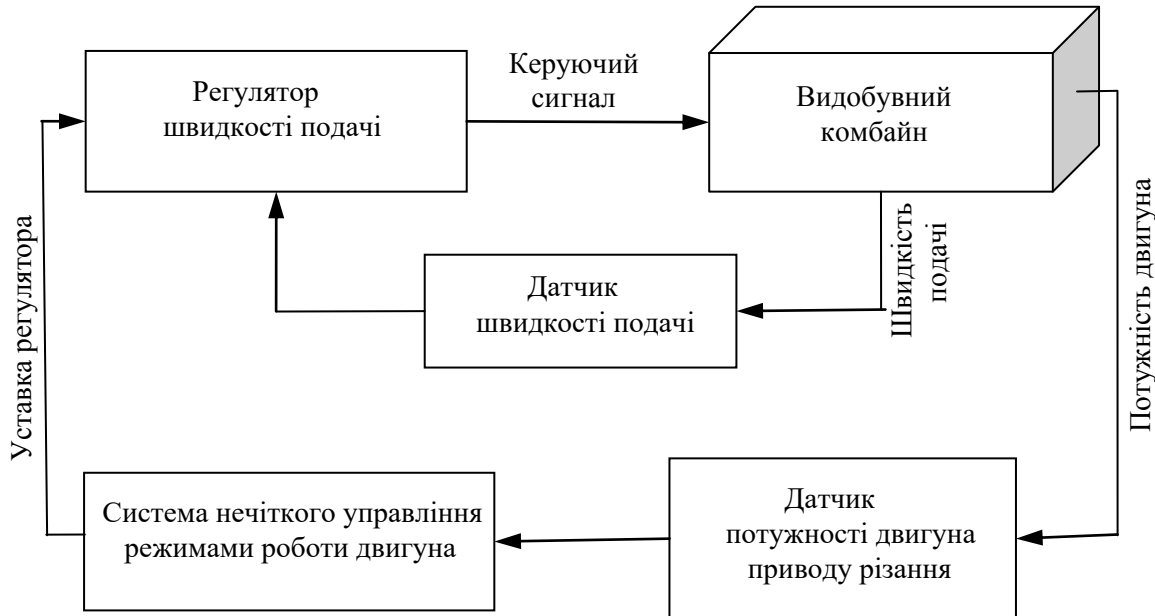 Регулятор
швидкості подачі
Керуючий
сигнал
Видобувний
комбайн
Датчик
швидкості подачі
Швидкість
подачі
Потужність двигуна
Уставка регулятора
Система нечіткого управління
режимами роботи двигуна
Датчик
потужності двигуна
приводу різання